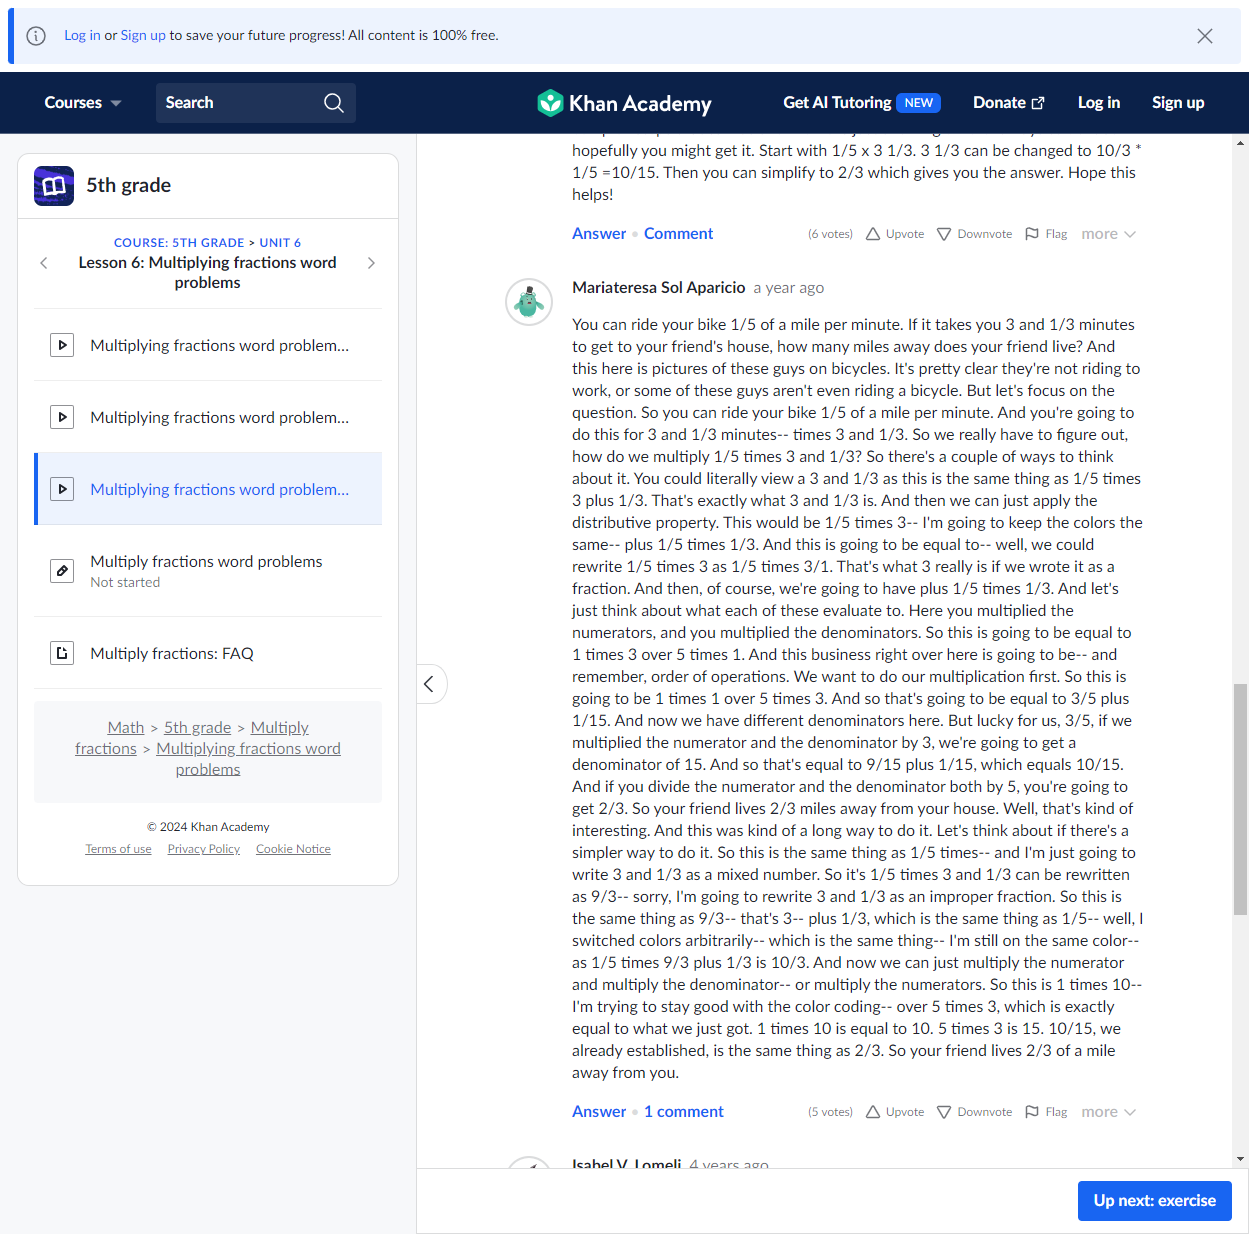 Log in or Sign up to save your future progress! All content is 100% free.
Courses
Search
Khan Academy
Get AI Tutoring NEW
Donate
Log in
Sign up
5th grade
COURSE: 5TH GRADE > UNIT 6
Lesson 6: Multiplying fractions word
problems
Multiplying fractions word problem...
Multiplying fractions word problem...
Multiplying fractions word problem...
Multiply fractions word problems
Not started
Multiply fractions: FAQ
Math > 5th grade > Multiply
fractions > Multiplying fractions word
problems
© 2024 Khan Academy
Terms of use Privacy Policy Cookie Notice
hopefully you might get it. Start with 1/5 x 3 1/3. 3 1/3 can be changed to 10/3 *
1/5 =10/15. Then you can simplify to 2/3 which gives you the answer. Hope this
helps!
Answer • Comment (6 votes) Upvote Downvote Flag more
Mariateresa Sol Aparicio a year ago
You can ride your bike 1/5 of a mile per minute. If it takes you 3 and 1/3 minutes
to get to your friend's house, how many miles away does your friend live? And
this here is pictures of these guys on bicycles. It's pretty clear they're not riding to
work, or some of these guys aren't even riding a bicycle. But let's focus on the
question. So you can ride your bike 1/5 of a mile per minute. And you're going to
do this for 3 and 1/3 minutes-- times 3 and 1/3. So we really have to figure out,
how do we multiply 1/5 times 3 and 1/3? So there's a couple of ways to think
about it. You could literally view a 3 and 1/3 as this is the same thing as 1/5 times
3 plus 1/3. That's exactly what 3 and 1/3 is. And then we can just apply the
distributive property. This would be 1/5 times 3-- I'm going to keep the colors the
same-- plus 1/5 times 1/3. And this is going to be equal to-- well, we could
rewrite 1/5 times 3 as 1/5 times 3/1. That's what 3 really is if we wrote it as a
fraction. And then, of course, we're going to have plus 1/5 times 1/3. And let's
just think about what each of these evaluate to. Here you multiplied the
numerators, and you multiplied the denominators. So this is going to be equal to
1 times 3 over 5 times 1. And this business right over here is going to be-- and
remember, order of operations. We want to do our multiplication first. So this is
going to be 1 times 1 over 5 times 3. And so that's going to be equal to 3/5 plus
1/15. And now we have different denominators here. But lucky for us, 3/5, if we
multiplied the numerator and the denominator by 3, we're going to get a
denominator of 15. And so that's equal to 9/15 plus 1/15, which equals 10/15.
And if you divide the numerator and the denominator both by 5, you're going to
get 2/3. So your friend lives 2/3 miles away from your house. Well, that's kind of
interesting. And this was kind of a long way to do it. Let's think about if there's a
simpler way to do it. So this is the same thing as 1/5 times-- and I'm just going to
write 3 and 1/3 as a mixed number. So it's 1/5 times 3 and 1/3 can be rewritten
as 9/3-- sorry, I'm going to rewrite 3 and 1/3 as an improper fraction. So this is
the same thing as 9/3-- that's 3-- plus 1/3, which is the same thing as 1/5-- well, I
switched colors arbitrarily-- which is the same thing-- I'm still on the same color--
as 1/5 times 9/3 plus 1/3 is 10/3. And now we can just multiply the numerator
and multiply the denominator-- or multiply the numerators. So this is 1 times 10--
I'm trying to stay good with the color coding-- over 5 times 3, which is exactly
equal to what we just got. 1 times 10 is equal to 10. 5 times 3 is 15. 10/15, we
already established, is the same thing as 2/3. So your friend lives 2/3 of a mile
away from you.
Answer • 1 comment (5 votes) Upvote Downvote Flag more
Isabel V. Lomeli 4 years ago
Up next: exercise